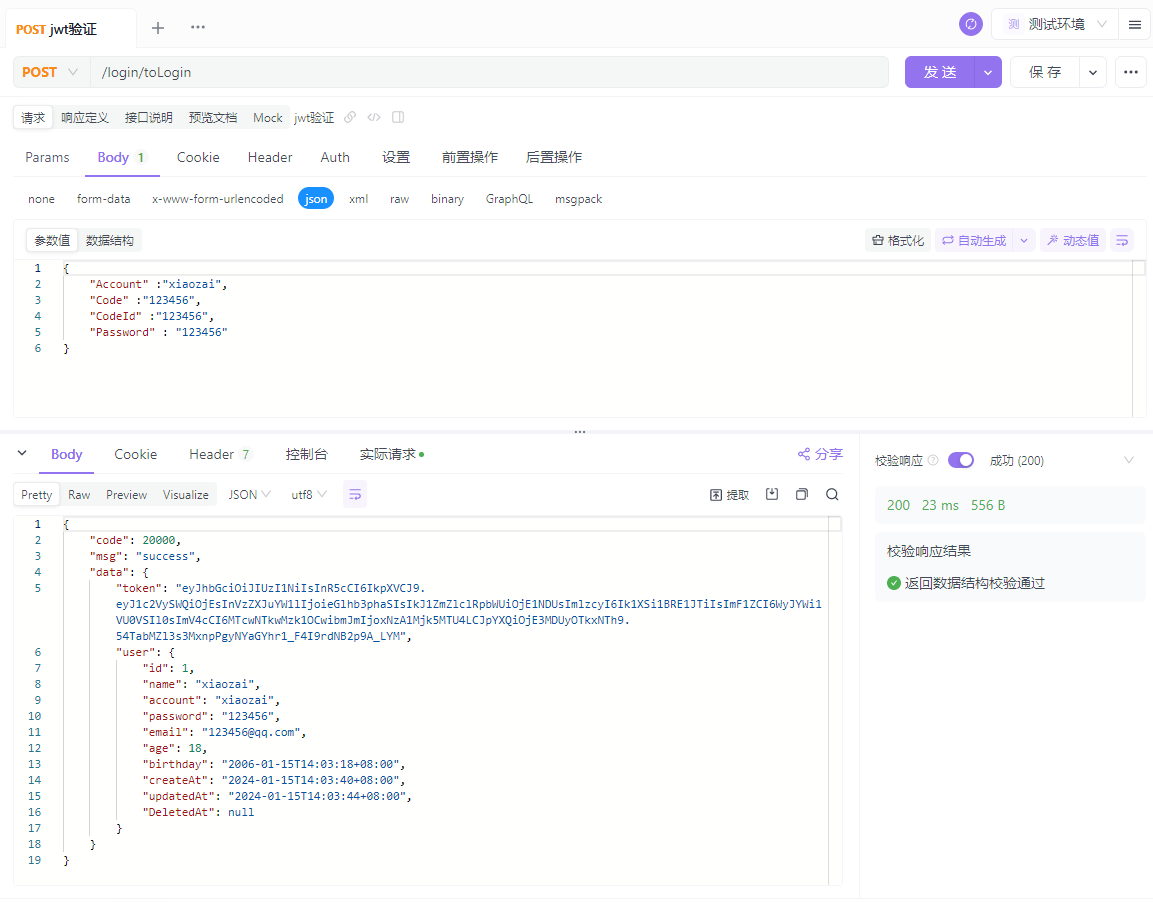 POST jwt验证
测 测试环境
POST /login/toLogin 发 送 保 存
请求 响应定义 接口说明 预览文档 Mock jwt验证
Params Body 1 Cookie Header Auth 设置 前置操作 后置操作
none form-data x-www-form-urlencoded json xml raw binary GraphQL msgpack
参数值 数据结构 格式化 自动生成 动态值
1 {
2 "Account" :"xiaozai",
3 "Code" :"123456",
4 "CodeId" :"123456",
5 "Password" : "123456"
6 }
Body Cookie Header 7 控制台 实际请求 分享
Pretty Raw Preview Visualize JSON utf8 提取
1 {
2 "code": 20000,
3 "msg": "success",
4 "data": {
5 "token": "eyJhbGciOiJIUzI1NiIsInR5cCI6IkpXVCJ9.
eyJ1c2VySWQiOjEsInVzZXJuYW1lIjoieGlhb3phaSIsIkJ1ZmZlclRpbWUiOjE1NDUsImlzcyI6Ik1XSi1BRE1JTiIsImF1ZCI6WyJYWi1
VU0VSIl0sImV4cCI6MTcwNTkwMzk1OCwibmJmIjoxNzA1Mjk5MTU4LCJpYXQiOjE3MDUyOTkxNTh9.
54TabMZl3s3MxnpPgyNYaGYhr1_F4I9rdNB2p9A_LYM",
6 "user": {
7 "id": 1,
8 "name": "xiaozai",
9 "account": "xiaozai",
10 "password": "123456",
11 "email": "123456@qq.com",
12 "age": 18,
13 "birthday": "2006-01-15T14:03:18+08:00",
14 "createAt": "2024-01-15T14:03:40+08:00",
15 "updatedAt": "2024-01-15T14:03:44+08:00",
16 "DeletedAt": null
17 }
18 }
19 }
校验响应 成功 (200)
200 23 ms 556 B
校验响应结果
返回数据结构校验通过